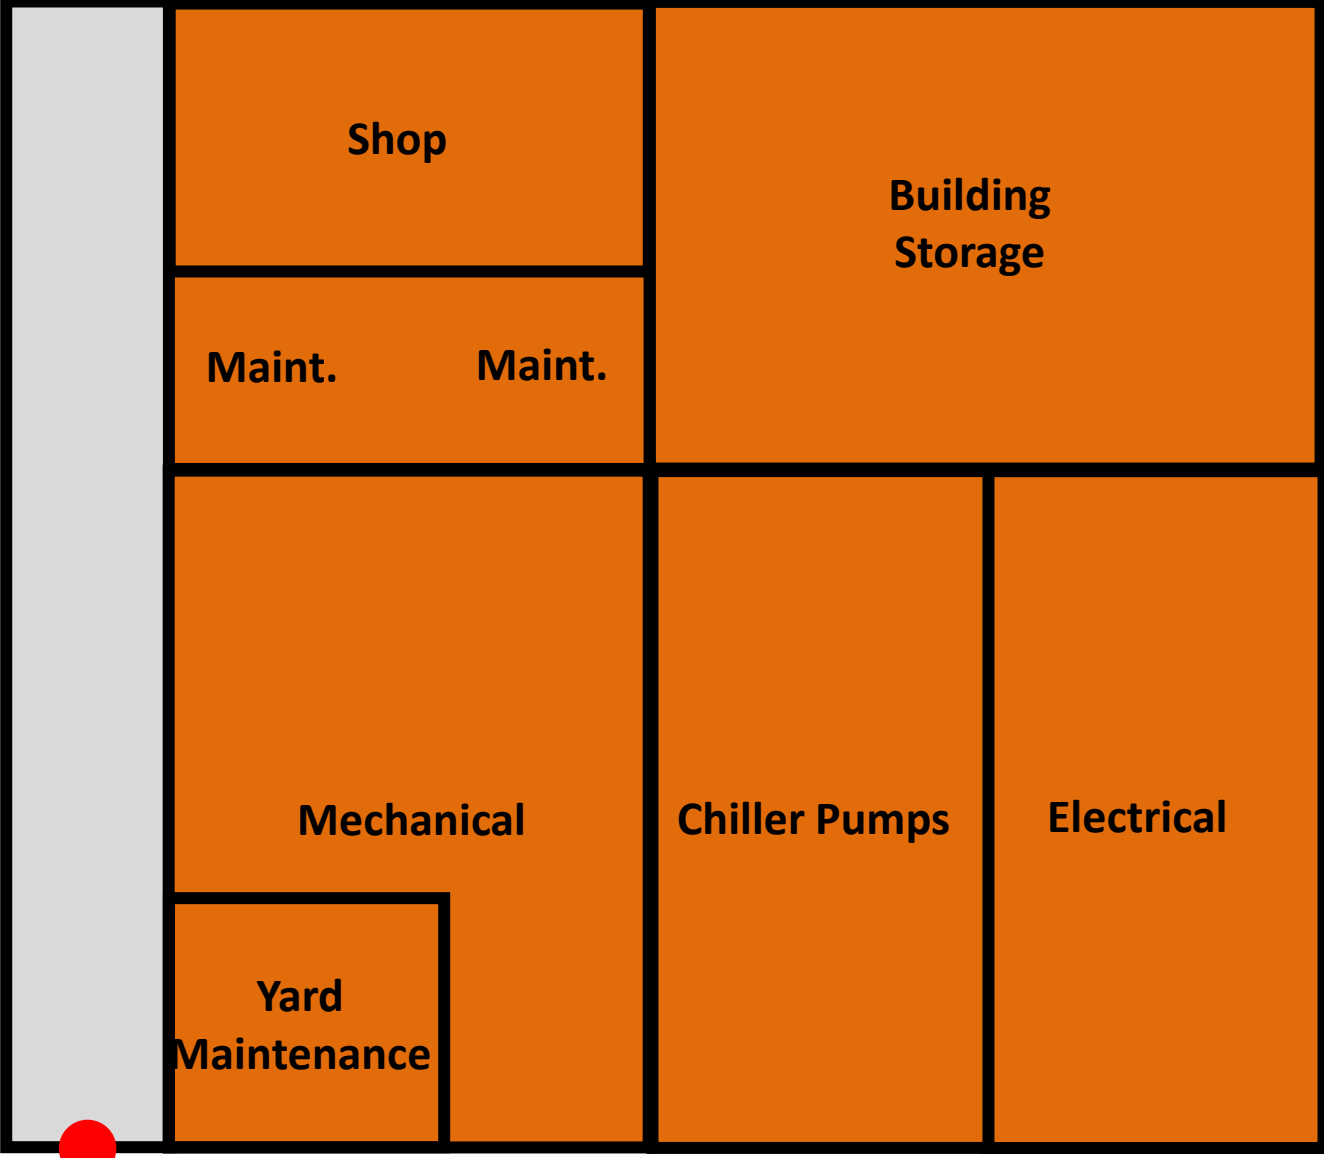 Shop
Building
Storage
Maint.
Maint.
Mechanical
Chiller Pumps
Electrical
Yard
Maintenance